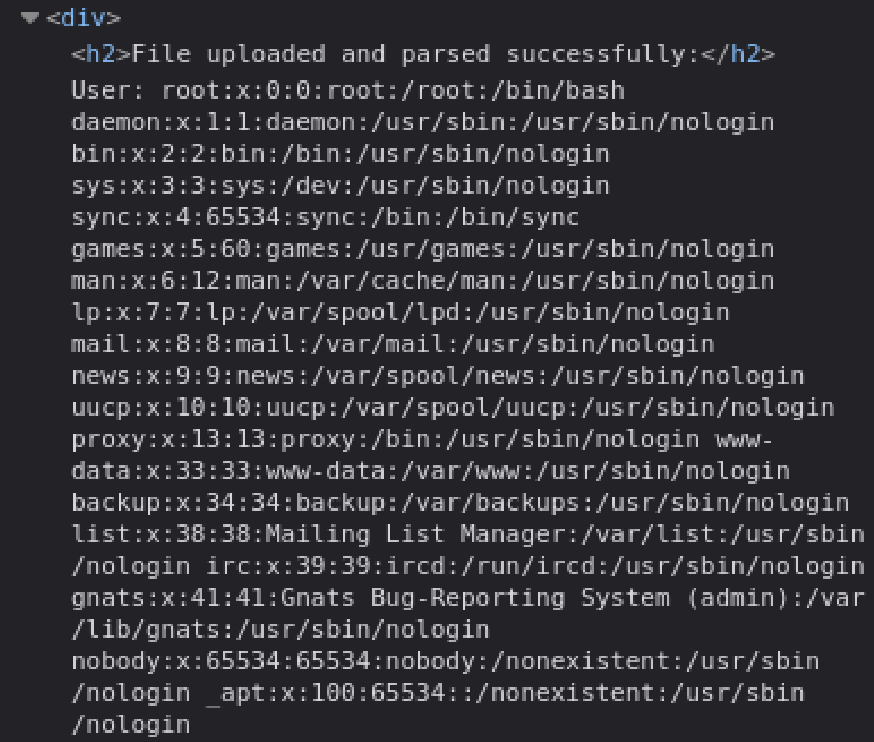 <div>
<h2>File uploaded and parsed successfully:</h2>
User: root:x:0:0:root:/root:/bin/bash
daemon:x:1:1:daemon:/usr/sbin:/usr/sbin/nologin
bin:x:2:2:bin:/bin:/usr/sbin/nologin
sys:x:3:3:sys:/dev:/usr/sbin/nologin
sync:x:4:65534:sync:/bin:/bin/sync
games:x:5:60:games:/usr/games:/usr/sbin/nologin
man:x:6:12:man:/var/cache/man:/usr/sbin/nologin
lp:x:7:7:lp:/var/spool/lpd:/usr/sbin/nologin
mail:x:8:8:mail:/var/mail:/usr/sbin/nologin
news:x:9:9:news:/var/spool/news:/usr/sbin/nologin
uucp:x:10:10:uucp:/var/spool/uucp:/usr/sbin/nologin
proxy:x:13:13:proxy:/bin:/usr/sbin/nologin www-
data:x:33:33:www-data:/var/www:/usr/sbin/nologin
backup:x:34:34:backup:/var/backups:/usr/sbin/nologin
list:x:38:38:Mailing List Manager:/var/list:/usr/sbin
/nologin irc:x:39:39:ircd:/run/ircd:/usr/sbin/nologin
gnats:x:41:41:Gnats Bug-Reporting System (admin):/var
/lib/gnats:/usr/sbin/nologin
nobody:x:65534:65534:nobody:/nonexistent:/usr/sbin
/nologin _apt:x:100:65534::/nonexistent:/usr/sbin
/nologin